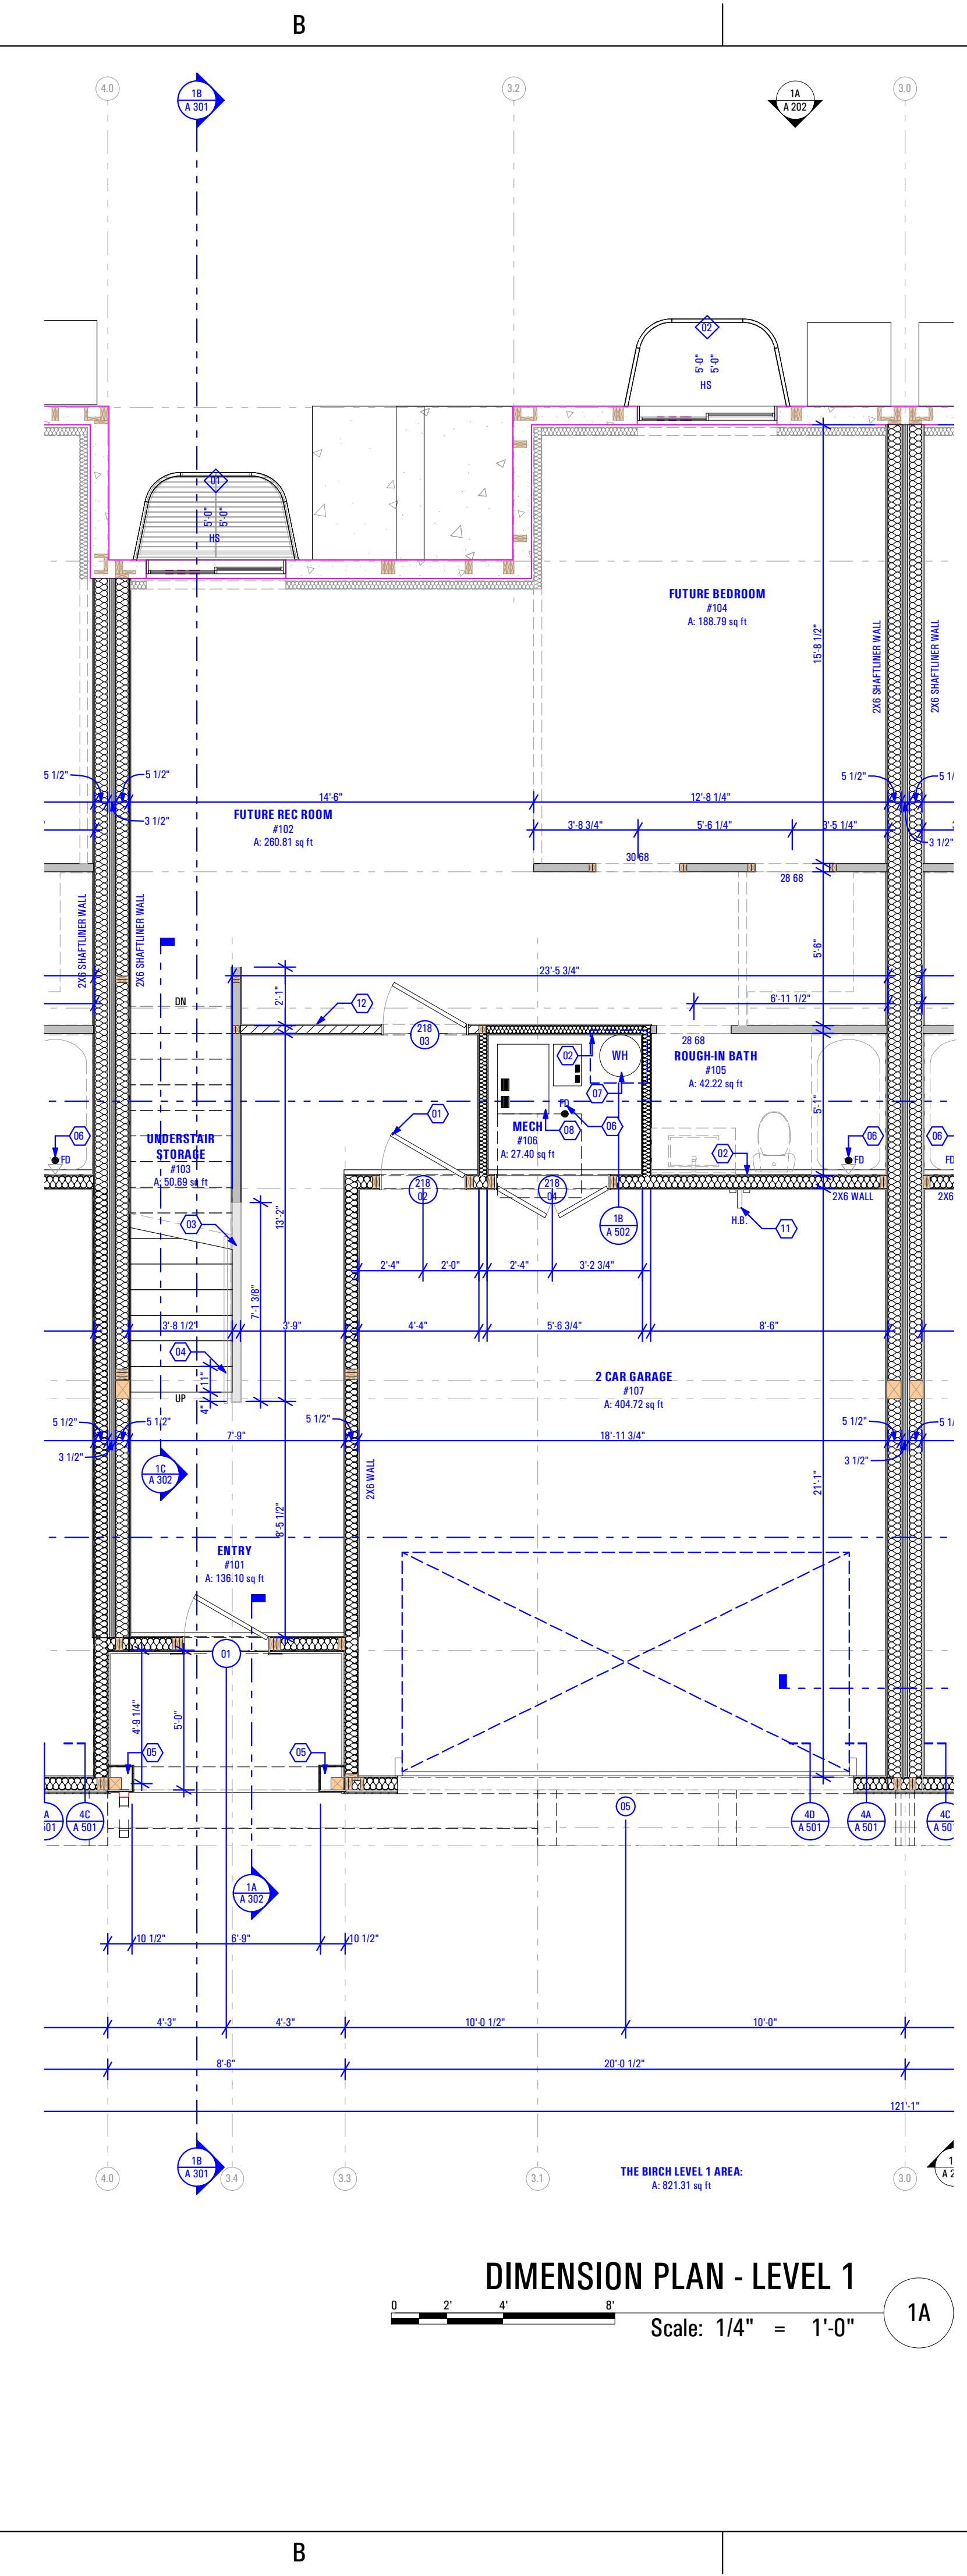 B
4.0
1B
A 301
3.2
1A
A 202
3.0
02
5'-0"
5'-0"
HS
01
5'-0"
5'-0"
HS
FUTURE BEDROOM
#104
A: 188.79 sq ft
15'-8 1/2"
2X6 SHAFTLINER WALL
2X6 SHAFTLINER WALL
5 1/2"
5 1/2"
3 1/2"
14'-6"
12'-8 1/4"
5 1/2"
5 1/
3 1/2"
FUTURE REC ROOM
#102
A: 260.81 sq ft
3'-8 3/4"
5'-6 1/4"
3'-5 1/4"
30 68
28 68
2X6 SHAFTLINER WALL
2X6 SHAFTLINER WALL
5'-6"
23'-5 3/4"
DN
2'-1"
12
6'-11 1/2"
218
03
28 68
02
WH
ROUGH-IN BATH
#105
A: 42.22 sq ft
07
5'-1"
01
FD
06
MECH
#106
A: 27.40 sq ft
08
06
FD
UNDERSTAIR
STORAGE
#103
A: 50.69 sq ft
02
06
FD
06
FD
218
02
218
04
2X6 WALL
2X6
03
13'-2"
1B
A 502
H.B.
11
2'-4"
2'-0"
2'-4"
3'-2 3/4"
7'-1 3/8"
3'-8 1/2"
3'-9"
4'-4"
5'-6 3/4"
8'-6"
04
11"
UP
4"
2 CAR GARAGE
#107
A: 404.72 sq ft
5 1/2"
5 1/2"
3 1/2"
7'-9"
5 1/2"
18'-11 3/4"
5 1/2"
5 1/
3 1/2"
1C
A 302
2X6 WALL
21'-1"
8'-5 1/2"
ENTRY
#101
A: 136.10 sq ft
01
4'-9 1/4"
5'-0"
05
05
A
501
4C
A 501
05
4D
A 501
4A
A 501
4C
A 50
1A
A 302
10 1/2"
6'-9"
10 1/2"
4'-3"
4'-3"
10'-0 1/2"
10'-0"
8'-6"
20'-0 1/2"
121'-1"
1B
A 301
4.0
3.4
3.3
3.1
3.0
1
A 2
THE BIRCH LEVEL 1 AREA:
A: 821.31 sq ft
DIMENSION PLAN - LEVEL 1
0 2' 4' 8'
Scale: 1/4" = 1'-0"
1A
B